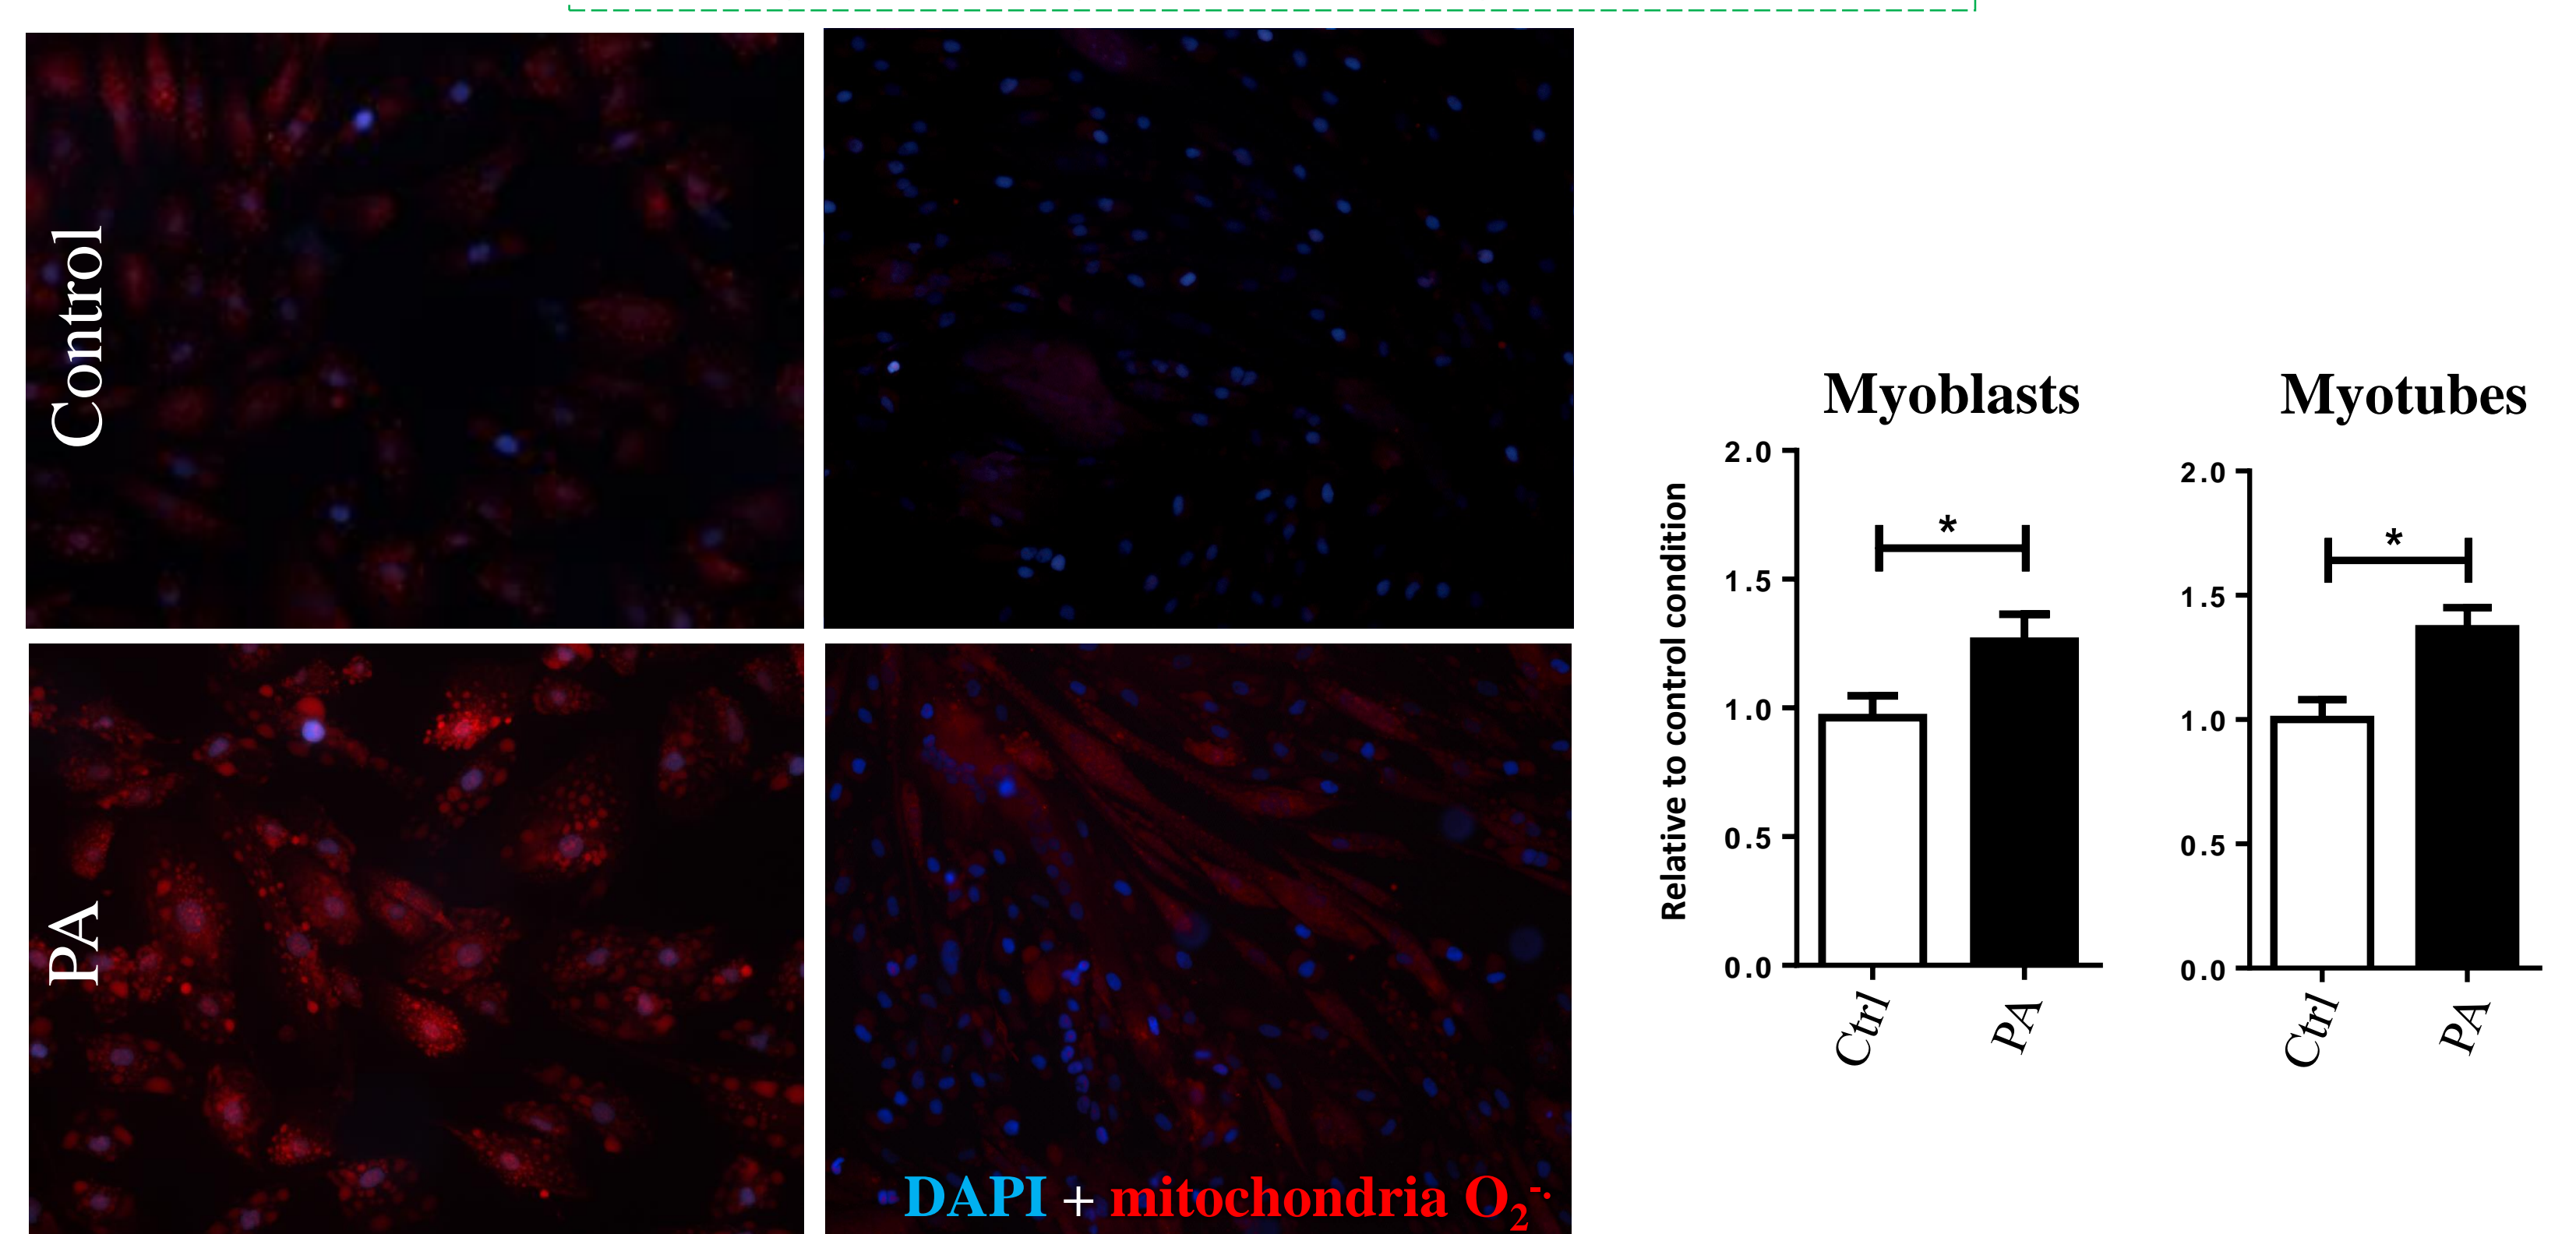 Control
PA
DAPI + mitochondria O₂⁻·
Relative to control condition
Myoblasts
2.0
*
1.5
1.0
0.5
0.0
Ctrl
PA
Myotubes
2.0
*
1.5
1.0
0.5
0.0
Ctrl
PA